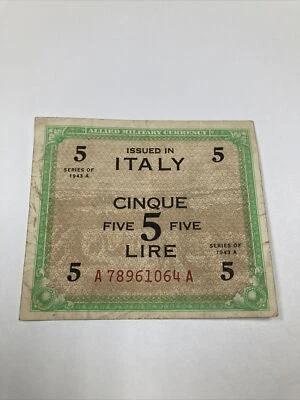 ALLIED MILITARY CURRENCY
ISSUED IN
5 ITALY 5
SERIES OF
1943 A
CINQUE
FIVE 5 FIVE
LIRE
SERIES OF
1943 A
5 5
A 78961064 A